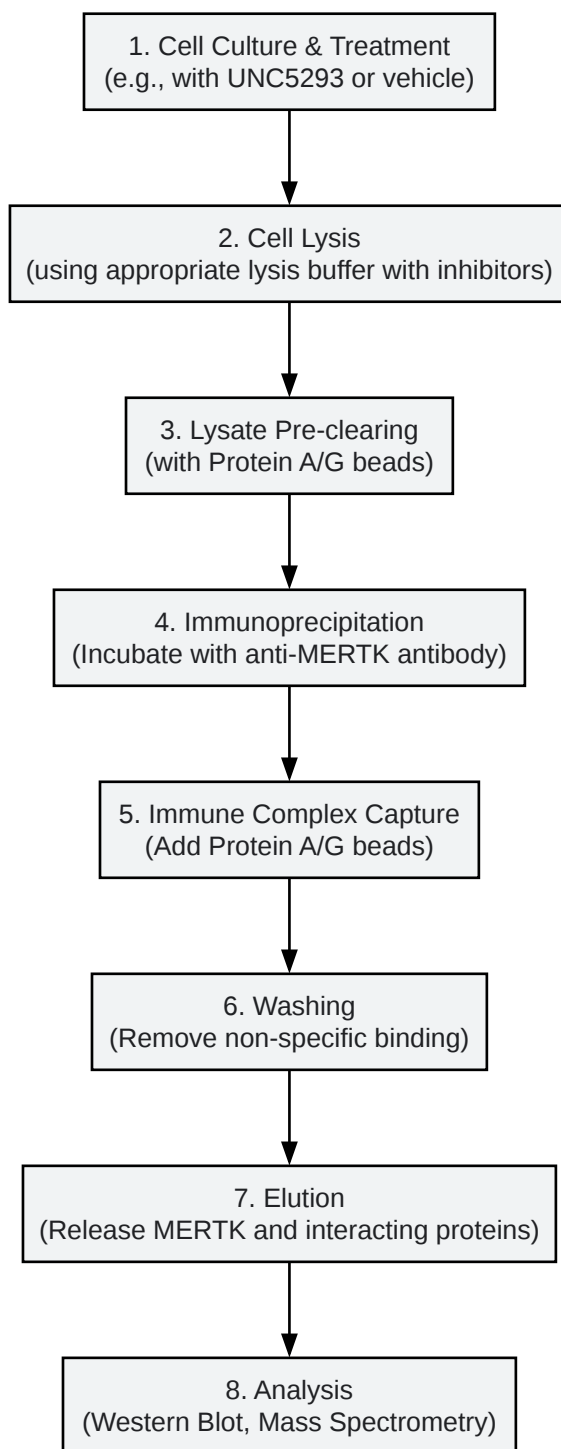 1. Cell Culture & Treatment
(e.g., with UNC5293 or vehicle)
2. Cell Lysis
(using appropriate lysis buffer with inhibitors)
3. Lysate Pre-clearing
(with Protein A/G beads)
4. Immunoprecipitation
(Incubate with anti-MERTK antibody)
5. Immune Complex Capture
(Add Protein A/G beads)
6. Washing
(Remove non-specific binding)
7. Elution
(Release MERTK and interacting proteins)
8. Analysis
(Western Blot, Mass Spectrometry)